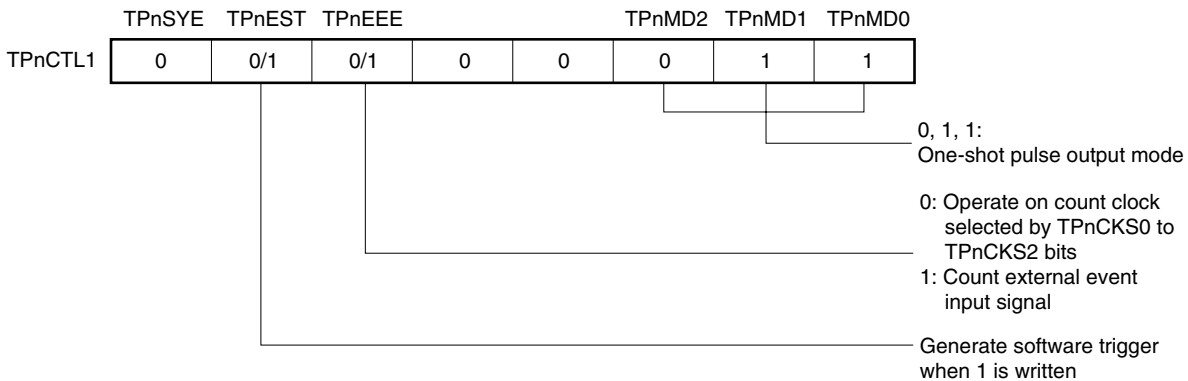 TPnSYE TPnEST TPnEEE TPnMD2 TPnMD1 TPnMD0
TPnCTL1 0 0/1 0/1 0 0 0 1 1
0, 1, 1:
One-shot pulse output mode
0: Operate on count clock
selected by TPnCKS0 to
TPnCKS2 bits
1: Count external event
input signal
Generate software trigger
when 1 is written